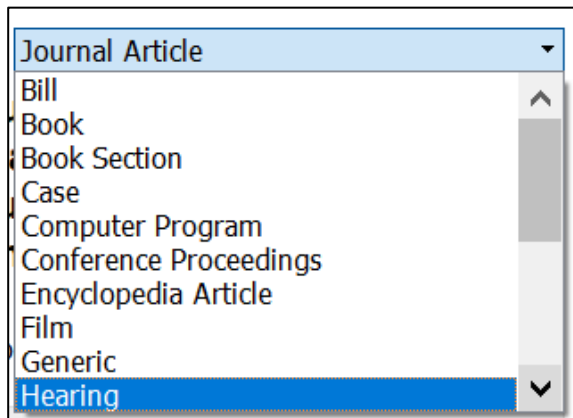 Journal Article
Bill
Book
Book Section
Case
Computer Program
Conference Proceedings
Encyclopedia Article
Film
Generic
Hearing